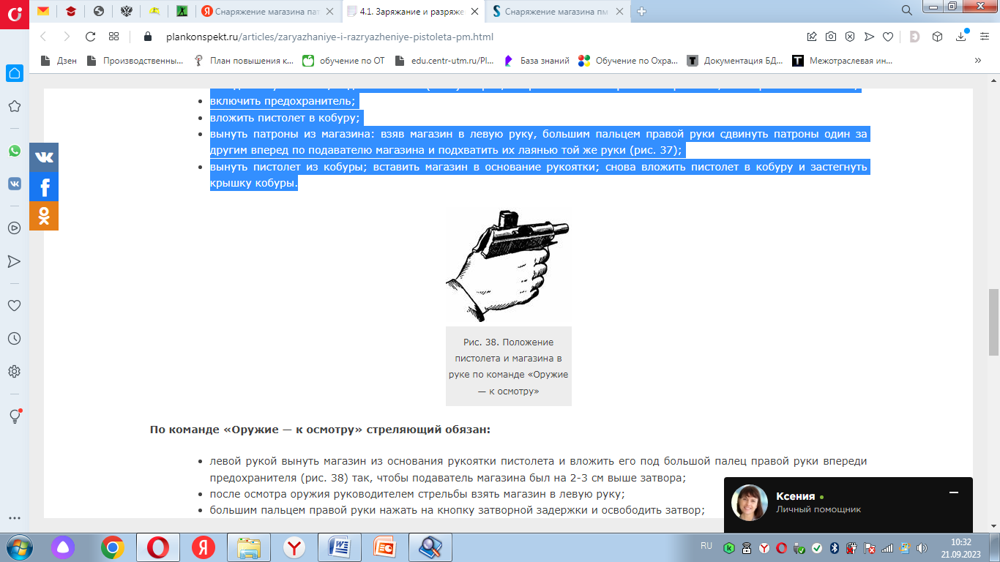 Снаряжение магазина пат
4.1. Заряжание и разряже
Снаряжение магазина пм
plankonspekt.ru/articles/zaryazhaniye-i-razryazheniye-pistoleta-pm.html
Дзен
Производственны...
План повышения к...
обучение по ОТ
edu.centr-utm.ru/Pl...
База знаний
Обучение по Охра...
Документация БД...
Межотраслевая ин...
включить предохранитель;
вложить пистолет в кобуру;
вынуть патроны из магазина: взяв магазин в левую руку, большим пальцем правой руки сдвинуть патроны один за
другим вперед по подавателю магазина и подхватить их лаянью той же руки (рис. 37);
вынуть пистолет из кобуры; вставить магазин в основание рукоятки; снова вложить пистолет в кобуру и застегнуть
крышку кобуры.
Рис. 38. Положение
пистолета и магазина в
руке по команде «Оружие
— к осмотру»
По команде «Оружие — к осмотру» стреляющий обязан:
левой рукой вынуть магазин из основания рукоятки пистолета и вложить его под большой палец правой руки впереди
предохранителя (рис. 38) так, чтобы подаватель магазина был на 2-3 см выше затвора;
после осмотра оружия руководителем стрельбы взять магазин в левую руку;
большим пальцем правой руки нажать на кнопку затворной задержки и освободить затвор;
Ксения
Личный помощник
RU
10:32
21.09.2023